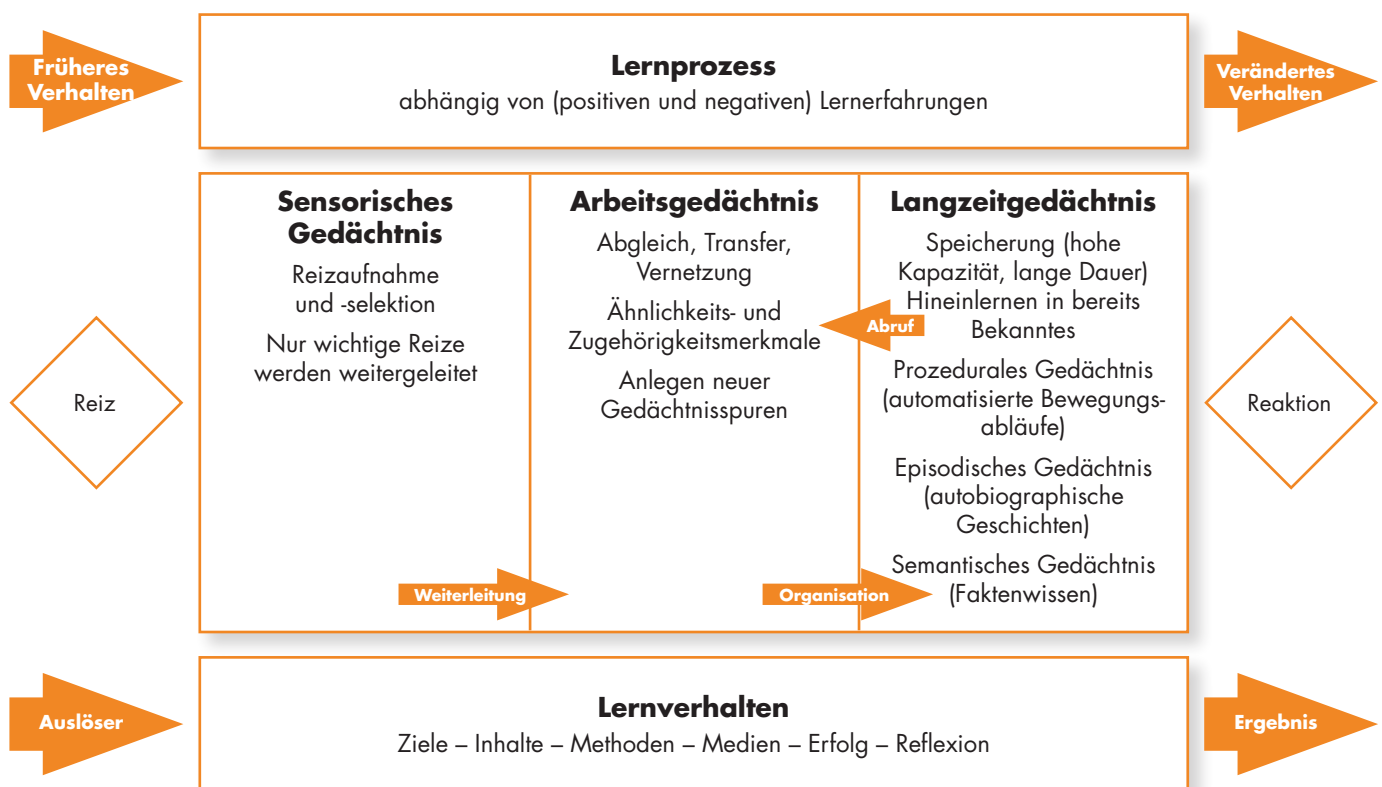 Früheres
Verhalten
Lernprozess
abhängig von (positiven und negativen) Lernerfahrungen
Verändertes
Verhalten
Reiz
Sensorisches
Gedächtnis
Reizaufnahme
und -selektion
Nur wichtige Reize
werden weitergeleitet
Weiterleitung
Arbeitsgedächtnis
Abgleich, Transfer,
Vernetzung
Ähnlichkeits- und
Zugehörigkeitsmerkmale
Anlegen neuer
Gedächtnisspuren
Organisation
Langzeitgedächtnis
Speicherung (hohe
Kapazität, lange Dauer)
Hineinlernen in bereits
Bekanntes
Abruf
Prozedurales Gedächtnis
(automatisierte Bewegungs-
abläufe)
Episodisches Gedächtnis
(autobiographische
Geschichten)
Semantisches Gedächtnis
(Faktenwissen)
Reaktion
Auslöser
Lernverhalten
Ziele – Inhalte – Methoden – Medien – Erfolg – Reflexion
Ergebnis